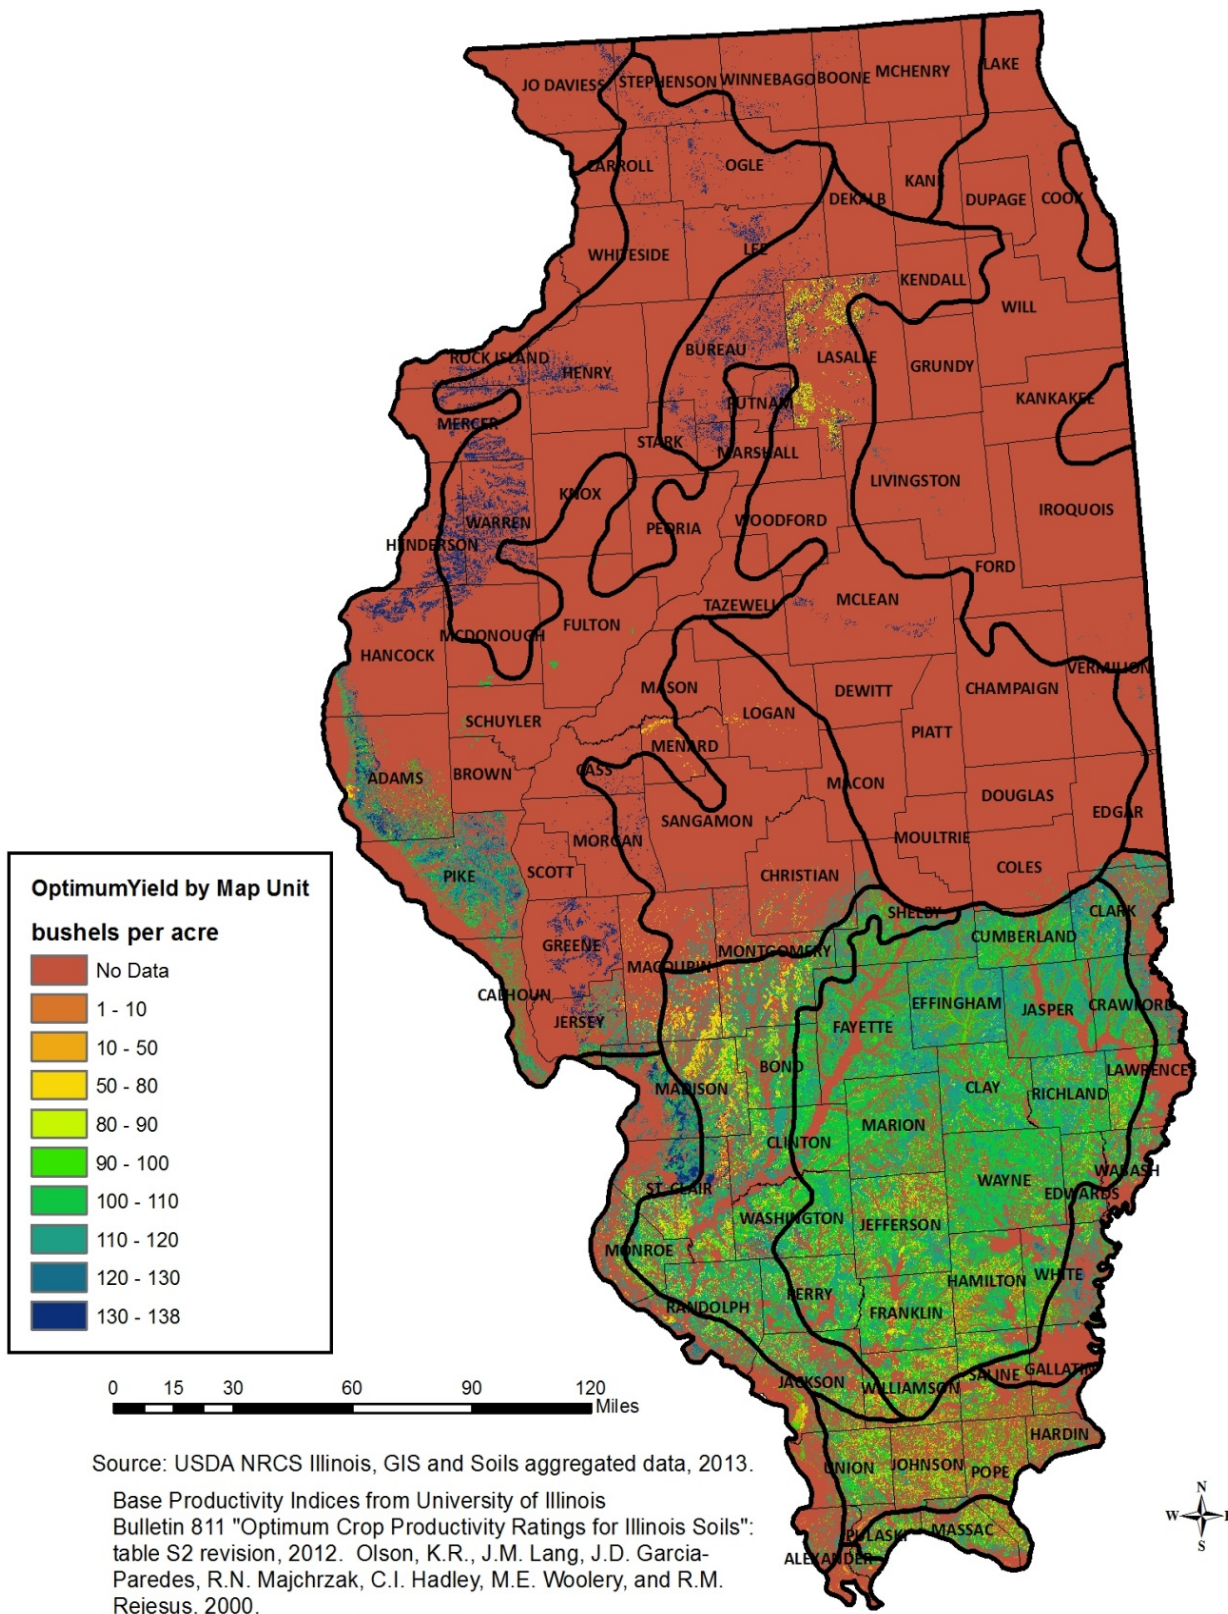 JO DAVIESS
STEPHENSON
WINNEBAGO
BOONE
MCHENRY
LAKE
CARROLL
OGLE
DEKALB
KANE
DUPAGE
COOK
WHITESIDE
LEE
KENDALL
WILL
ROCK ISLAND
HENRY
BUREAU
LASALLE
GRUNDY
PUTNAM
KANKAKEE
MERCER
STARK
MARSHALL
KNOX
LIVINGSTON
IROQUOIS
WARREN
PEORIA
WOODFORD
HENDERSON
FORD
TAZEWELL
MCLEAN
FULTON
MCDONOUGH
HANCOCK
VERMILION
MASON
DEWITT
CHAMPAIGN
SCHUYLER
LOGAN
PIATT
MENARD
ADAMS
BROWN
CASS
MACON
DOUGLAS
EDGAR
SANGAMON
MORGAN
MOULTRIE
PIKE
SCOTT
CHRISTIAN
COLES
SHELBY
CLARK
GREENE
MACOUPIN
MONTGOMERY
CUMBERLAND
CALHOUN
JERSEY
FAYETTE
EFFINGHAM
JASPER
CRAWFORD
MADISON
BOND
CLAY
RICHLAND
LAWRENCE
CLINTON
MARION
WAYNE
WABASH
EDWARDS
ST. CLAIR
WASHINGTON
JEFFERSON
MONROE
HAMILTON
WHITE
RANDOLPH
PERRY
FRANKLIN
JACKSON
WILLIAMSON
SALINE
GALLATIN
HARDIN
UNION
JOHNSON
POPE
PULASKI
MASSAC
ALEXANDER
OptimumYield by Map Unit
bushels per acre
No Data
1 - 10
10 - 50
50 - 80
80 - 90
90 - 100
100 - 110
110 - 120
120 - 130
130 - 138
0 15 30 60 90 120
Miles
Source: USDA NRCS Illinois, GIS and Soils aggregated data, 2013.
Base Productivity Indices from University of Illinois
Bulletin 811 "Optimum Crop Productivity Ratings for Illinois Soils":
table S2 revision, 2012. Olson, K.R., J.M. Lang, J.D. Garcia-
Paredes, R.N. Majchrzak, C.I. Hadley, M.E. Woolery, and R.M.
Rejesus. 2000.
N
W
S